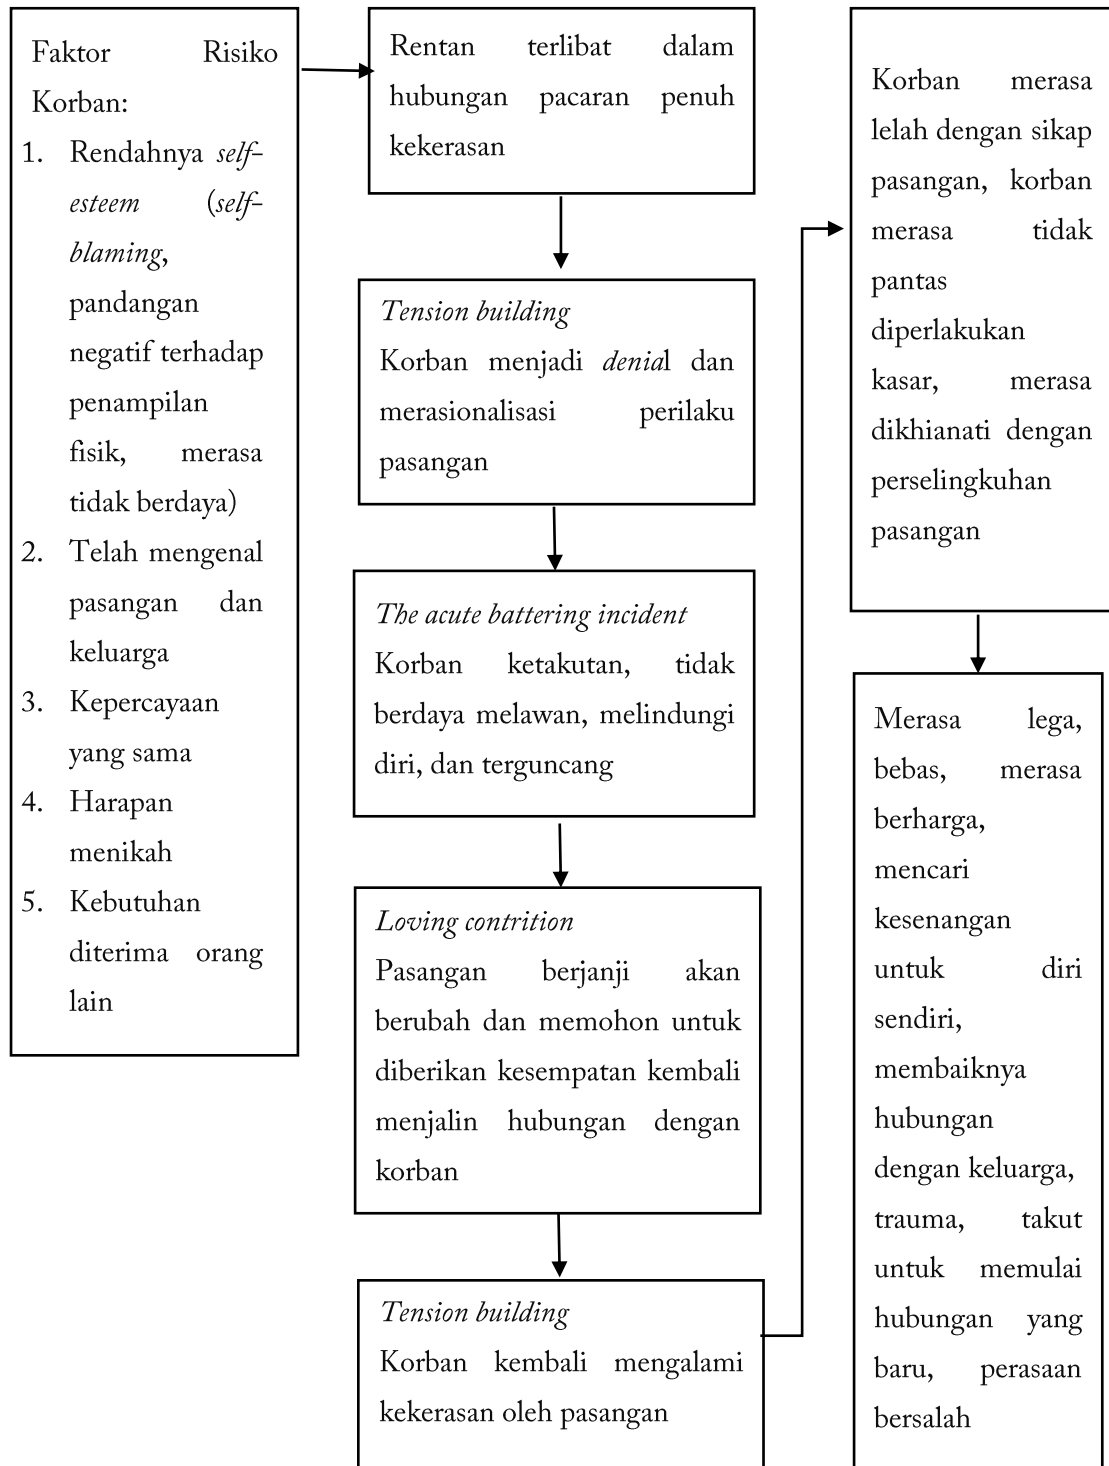 Faktor Risiko
Korban:
1. Rendahnya self-
esteem (self-
blaming,
pandangan
negatif terhadap
penampilan
fisik, merasa
tidak berdaya)
2. Telah mengenal
pasangan dan
keluarga
3. Kepercayaan
yang sama
4. Harapan
menikah
5. Kebutuhan
diterima orang
lain
Rentan terlibat dalam
hubungan pacaran penuh
kekerasan
Tension building
Korban menjadi denial dan
merasionalisasi perilaku
pasangan
The acute battering incident
Korban ketakutan, tidak
berdaya melawan, melindungi
diri, dan terguncang
Loving contrition
Pasangan berjanji akan
berubah dan memohon untuk
diberikan kesempatan kembali
menjalin hubungan dengan
korban
Tension building
Korban kembali mengalami
kekerasan oleh pasangan
Korban merasa
lelah dengan sikap
pasangan, korban
merasa tidak
pantas
diperlakukan
kasar, merasa
dikhianati dengan
perselingkuhan
pasangan
Merasa lega,
bebas, merasa
berharga,
mencari
kesenangan
untuk diri
sendiri,
membaiknya
hubungan
dengan keluarga,
trauma, takut
untuk memulai
hubungan yang
baru, perasaan
bersalah